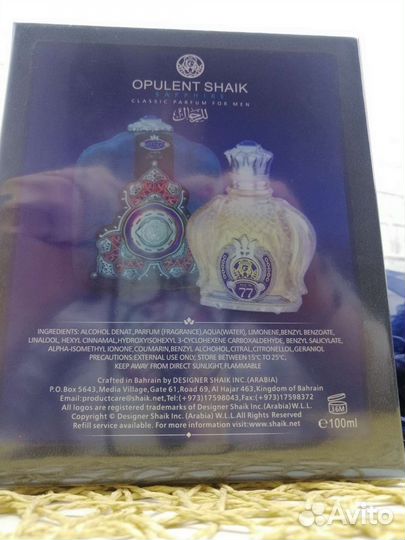 OPULENT SHAIK
SAPPHIRE
CLASSIC PARFUM FOR MEN
للرجال
77
INGREDIENTS: ALCOHOL DENAT.,PARFUM (FRAGRANCE),AQUA(WATER), LIMONENE,BENZYL BENZOATE,
LINALOOL, HEXYL CINNAMAL,HYDROXYISOHEXYL 3-CYCLOHEXENE CARBOXALDEHYDE, BENZYL SALICYLATE,
ALPHA-ISOMETHYL IONONE,COUMARIN,BENZYL ALCOHOL,CITRAL,CITRONELLOL,GERANIOL
PRECAUTIONS:EXTERNAL USE ONLY, STORE BETWEEN 15°C TO 25°C.
KEEP AWAY FROM DIRECT SUNLIGHT, FLAMMABLE
Crafted in Bahrain by DESIGNER SHAIK INC.(ARABIA)
P.O.Box 5643,Media Village,Gate 61,Road 69, Al Hajar 463,Kingdom of Bahrain
Email:productcare@shaik.net,Tel:(+973)17598043,Fax:(+973)17598372
All logos are registered trademarks of Designer Shaik Inc.(Arabia)W.L.L.
Copyright © Designer Shaik Inc.(Arabia) W.L.L All Rights Reserved
Refill service available. For more information visit:www.shaik.net
36M
e 100ml
Avito